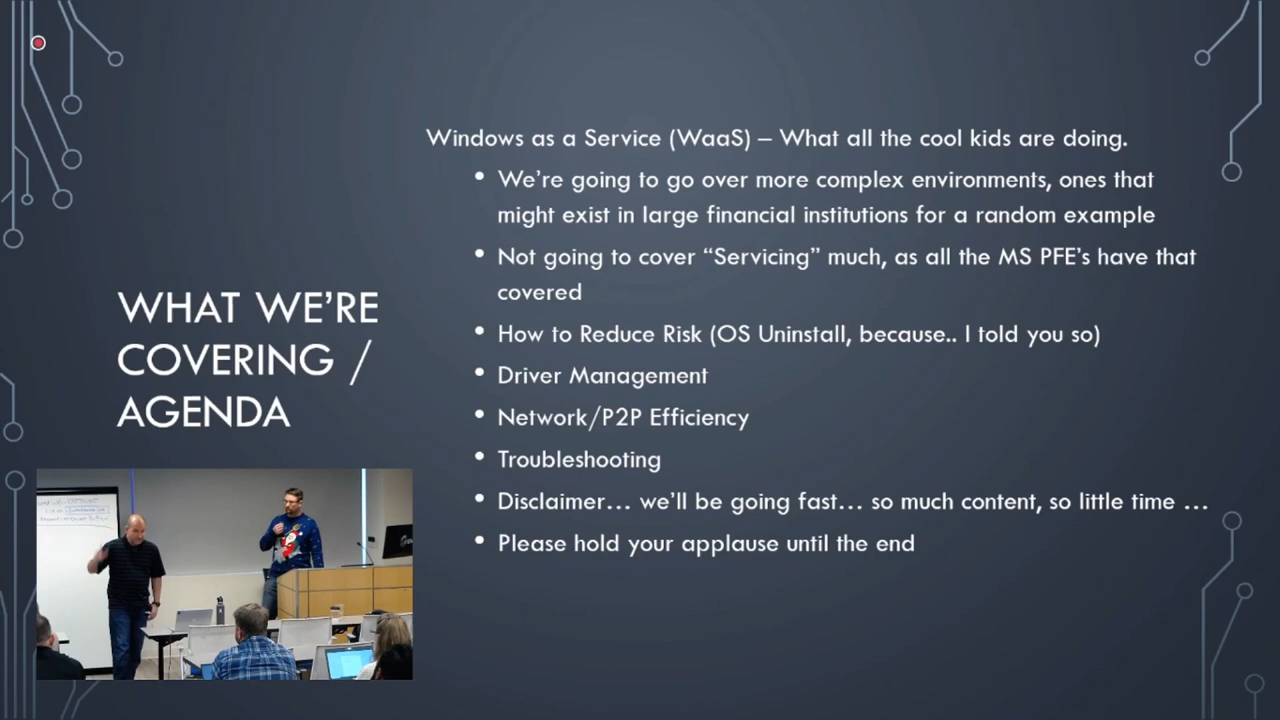 Windows as a Service (WaaS) – What all the cool kids are doing.
• We’re going to go over more complex environments, ones that
might exist in large financial institutions for a random example
• Not going to cover “Servicing” much, as all the MS PFE’s have that
covered
• How to Reduce Risk (OS Uninstall, because.. I told you so)
• Driver Management
• Network/P2P Efficiency
• Troubleshooting
• Disclaimer… we’ll be going fast… so much content, so little time …
• Please hold your applause until the end
WHAT WE’RE
COVERING /
AGENDA